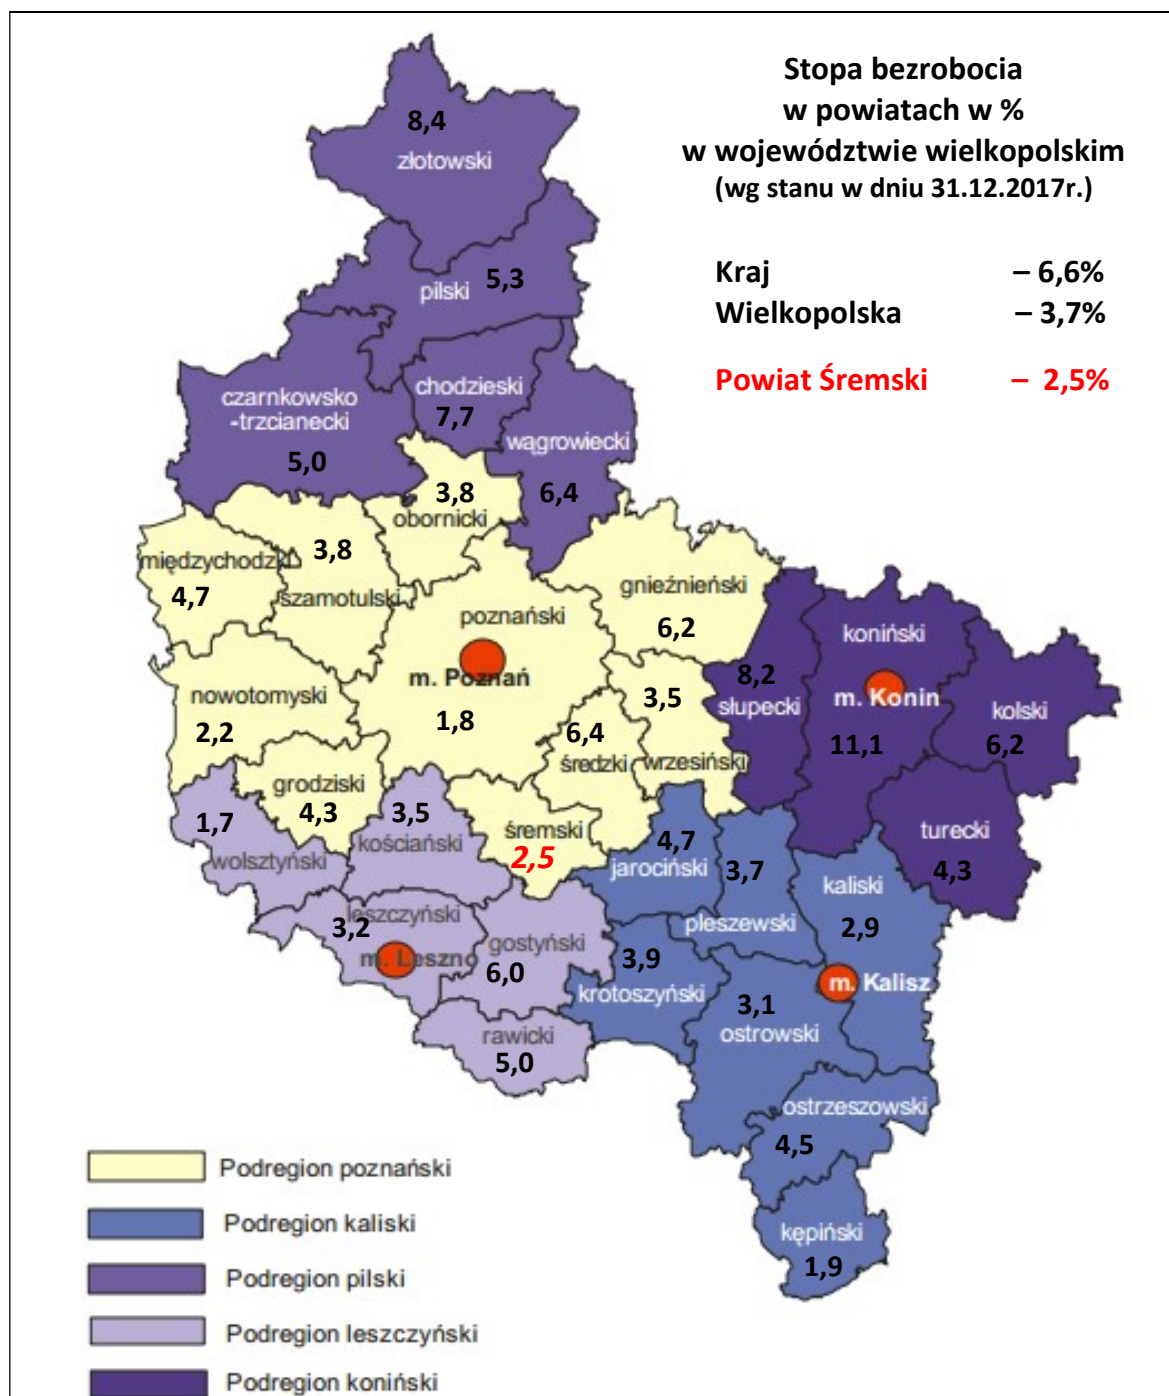 Stopa bezrobocia
w powiatach w %
w województwie wielkopolskim
(wg stanu w dniu 31.12.2017r.)
Kraj – 6,6%
Wielkopolska – 3,7%
Powiat Śremski – 2,5%
8,4
złotowski
5,3
pilski
chodzieski
7,7
czarnkowsko
-trzcianecki
5,0
wągrowiecki
6,4
3,8
obornicki
3,8
szamotulski
międzychodzki
4,7
gnieźnieński
6,2
poznański
m. Poznań
1,8
koniński
m. Konin
11,1
8,2
słupecki
kolski
6,2
nowotomyski
2,2
3,5
wrzesiński
6,4
średzki
grodziski
4,3
1,7
wolsztyński
3,5
kościański
śremski
2,5
4,7
jarociński
3,7
pleszewski
kaliski
2,9
turecki
4,3
leszczyński
3,2
m. Leszno
gostyński
6,0
3,9
krotoszyński
m. Kalisz
3,1
ostrowski
rawicki
5,0
ostrzeszowski
4,5
kępiński
1,9
Podregion poznański
Podregion kaliski
Podregion pilski
Podregion leszczyński
Podregion koniński